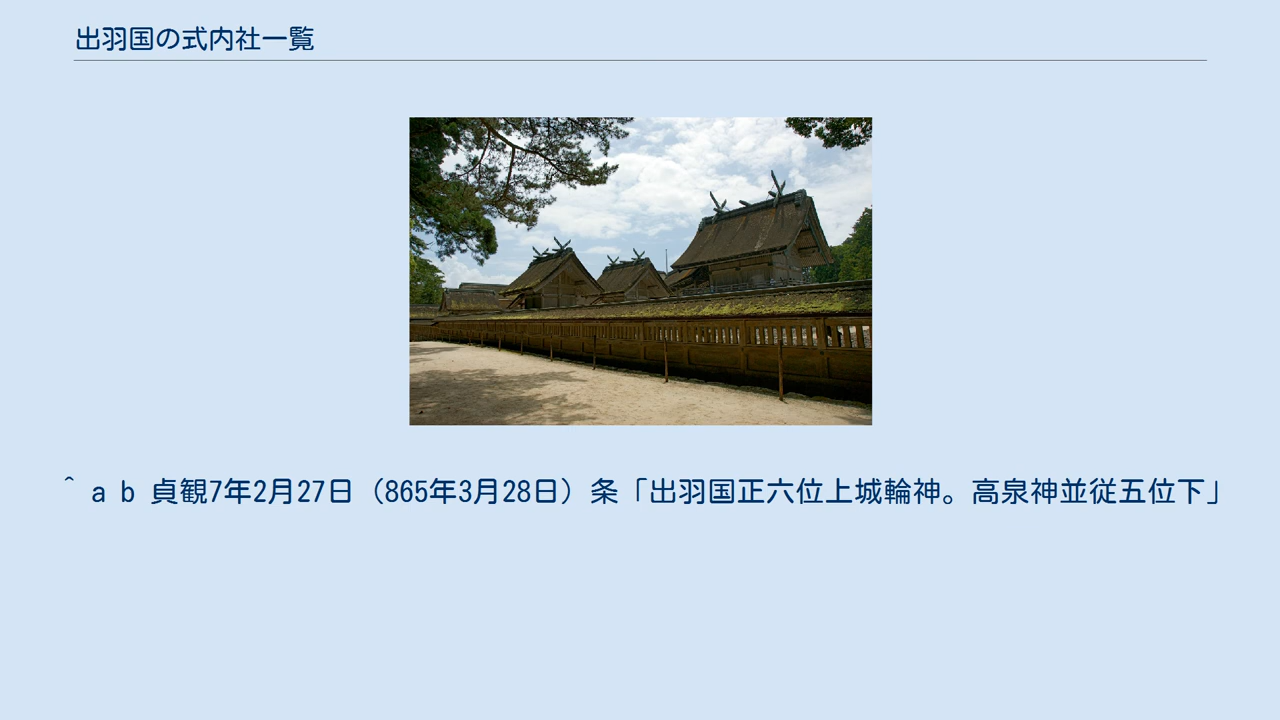 出羽国の式内社一覧
^ a b 貞観7年2月27日（865年3月28日）条「出羽国正六位上城輪神。高泉神並従五位下」